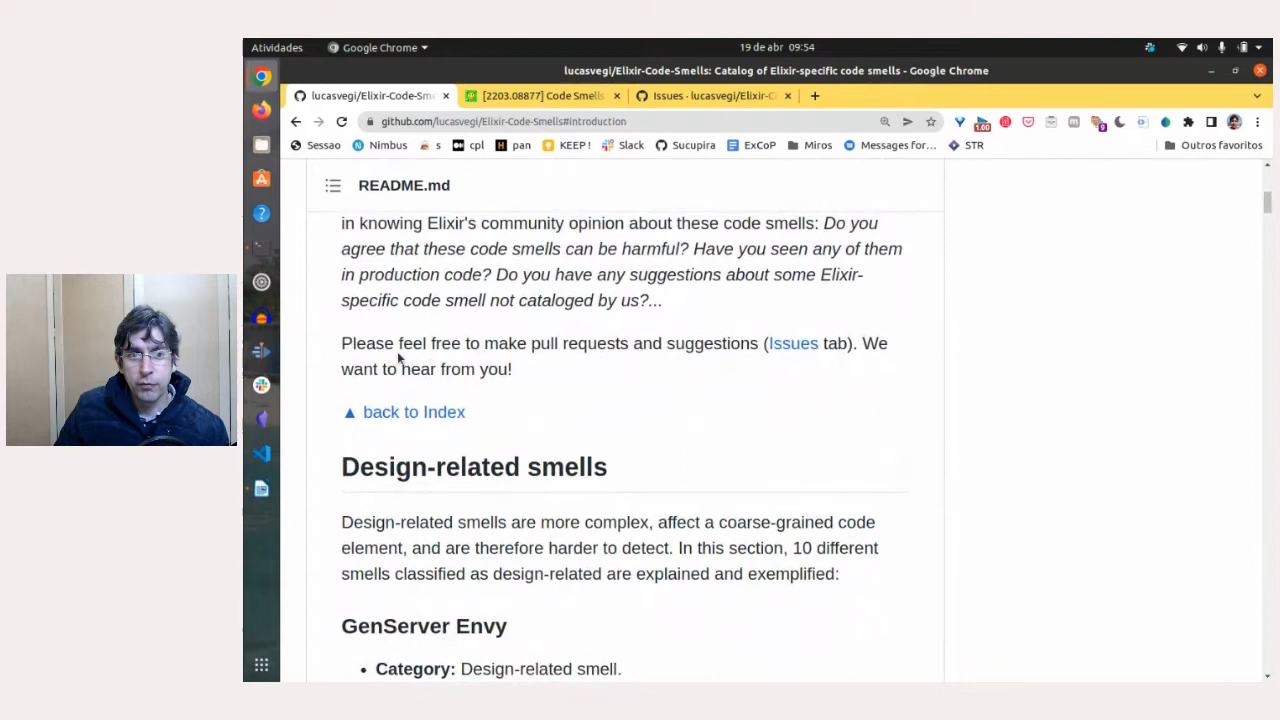 Atividades Google Chrome 19 de abr 09:54
lucasvegi/Elixir-Code-Smells: Catalog of Elixir-specific code smells - Google Chrome
lucasvegi/Elixir-Code-Sme [2203.08877] Code Smells Issues · lucasvegi/Elixir-C
github.com/lucasvegi/Elixir-Code-Smells#introduction
1.00
9
Sessao Nimbus s cpl pan KEEP ! Slack Sucupira ExCoP Miros Messages for... STR Outros favoritos
README.md
in knowing Elixir's community opinion about these code smells: Do you
agree that these code smells can be harmful? Have you seen any of them
in production code? Do you have any suggestions about some Elixir-
specific code smell not cataloged by us?...
Please feel free to make pull requests and suggestions (Issues tab). We
want to hear from you!
▲ back to Index
Design-related smells
Design-related smells are more complex, affect a coarse-grained code
element, and are therefore harder to detect. In this section, 10 different
smells classified as design-related are explained and exemplified:
GenServer Envy
• Category: Design-related smell.